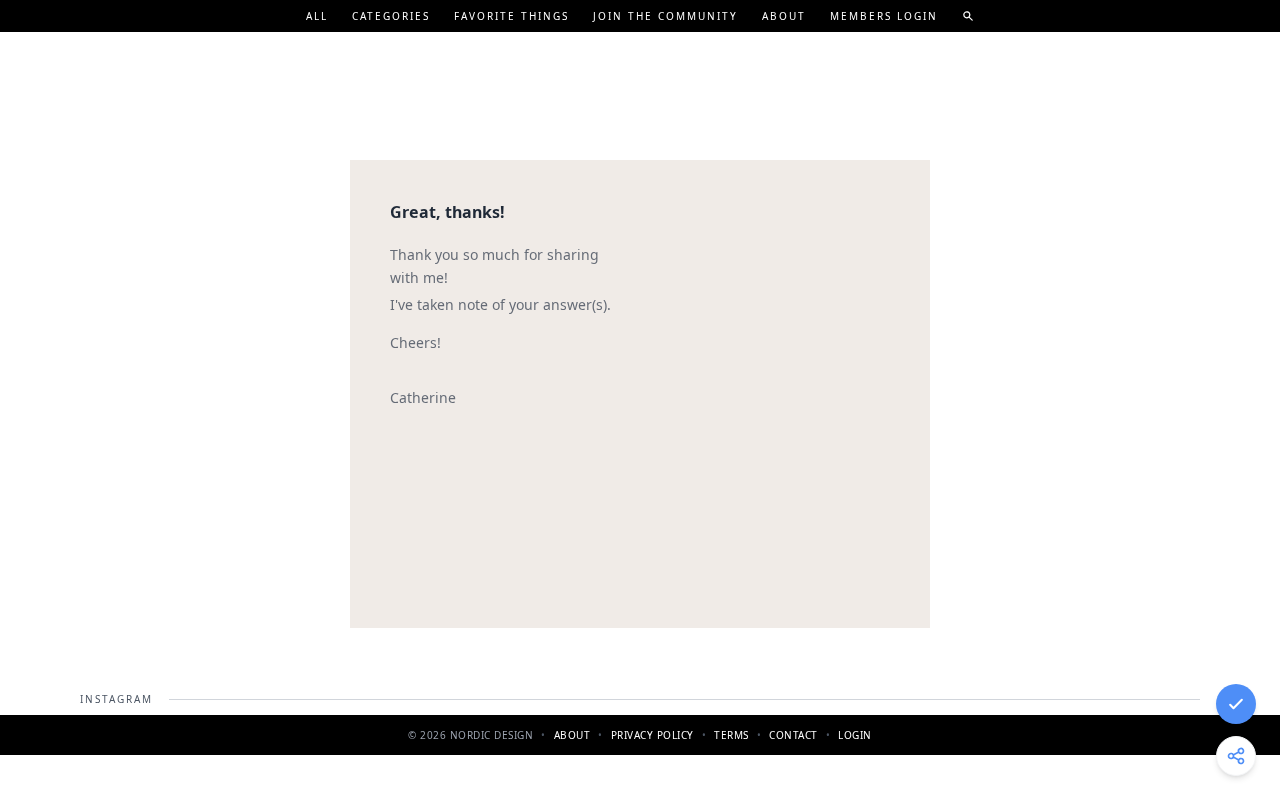 ALL CATEGORIES FAVORITE THINGS JOIN THE COMMUNITY ABOUT MEMBERS LOGIN
Great, thanks!
Thank you so much for sharing
with me!
I've taken note of your answer(s).
Cheers!
Catherine
INSTAGRAM
© 2026 NORDIC DESIGN • ABOUT • PRIVACY POLICY • TERMS • CONTACT • LOGIN